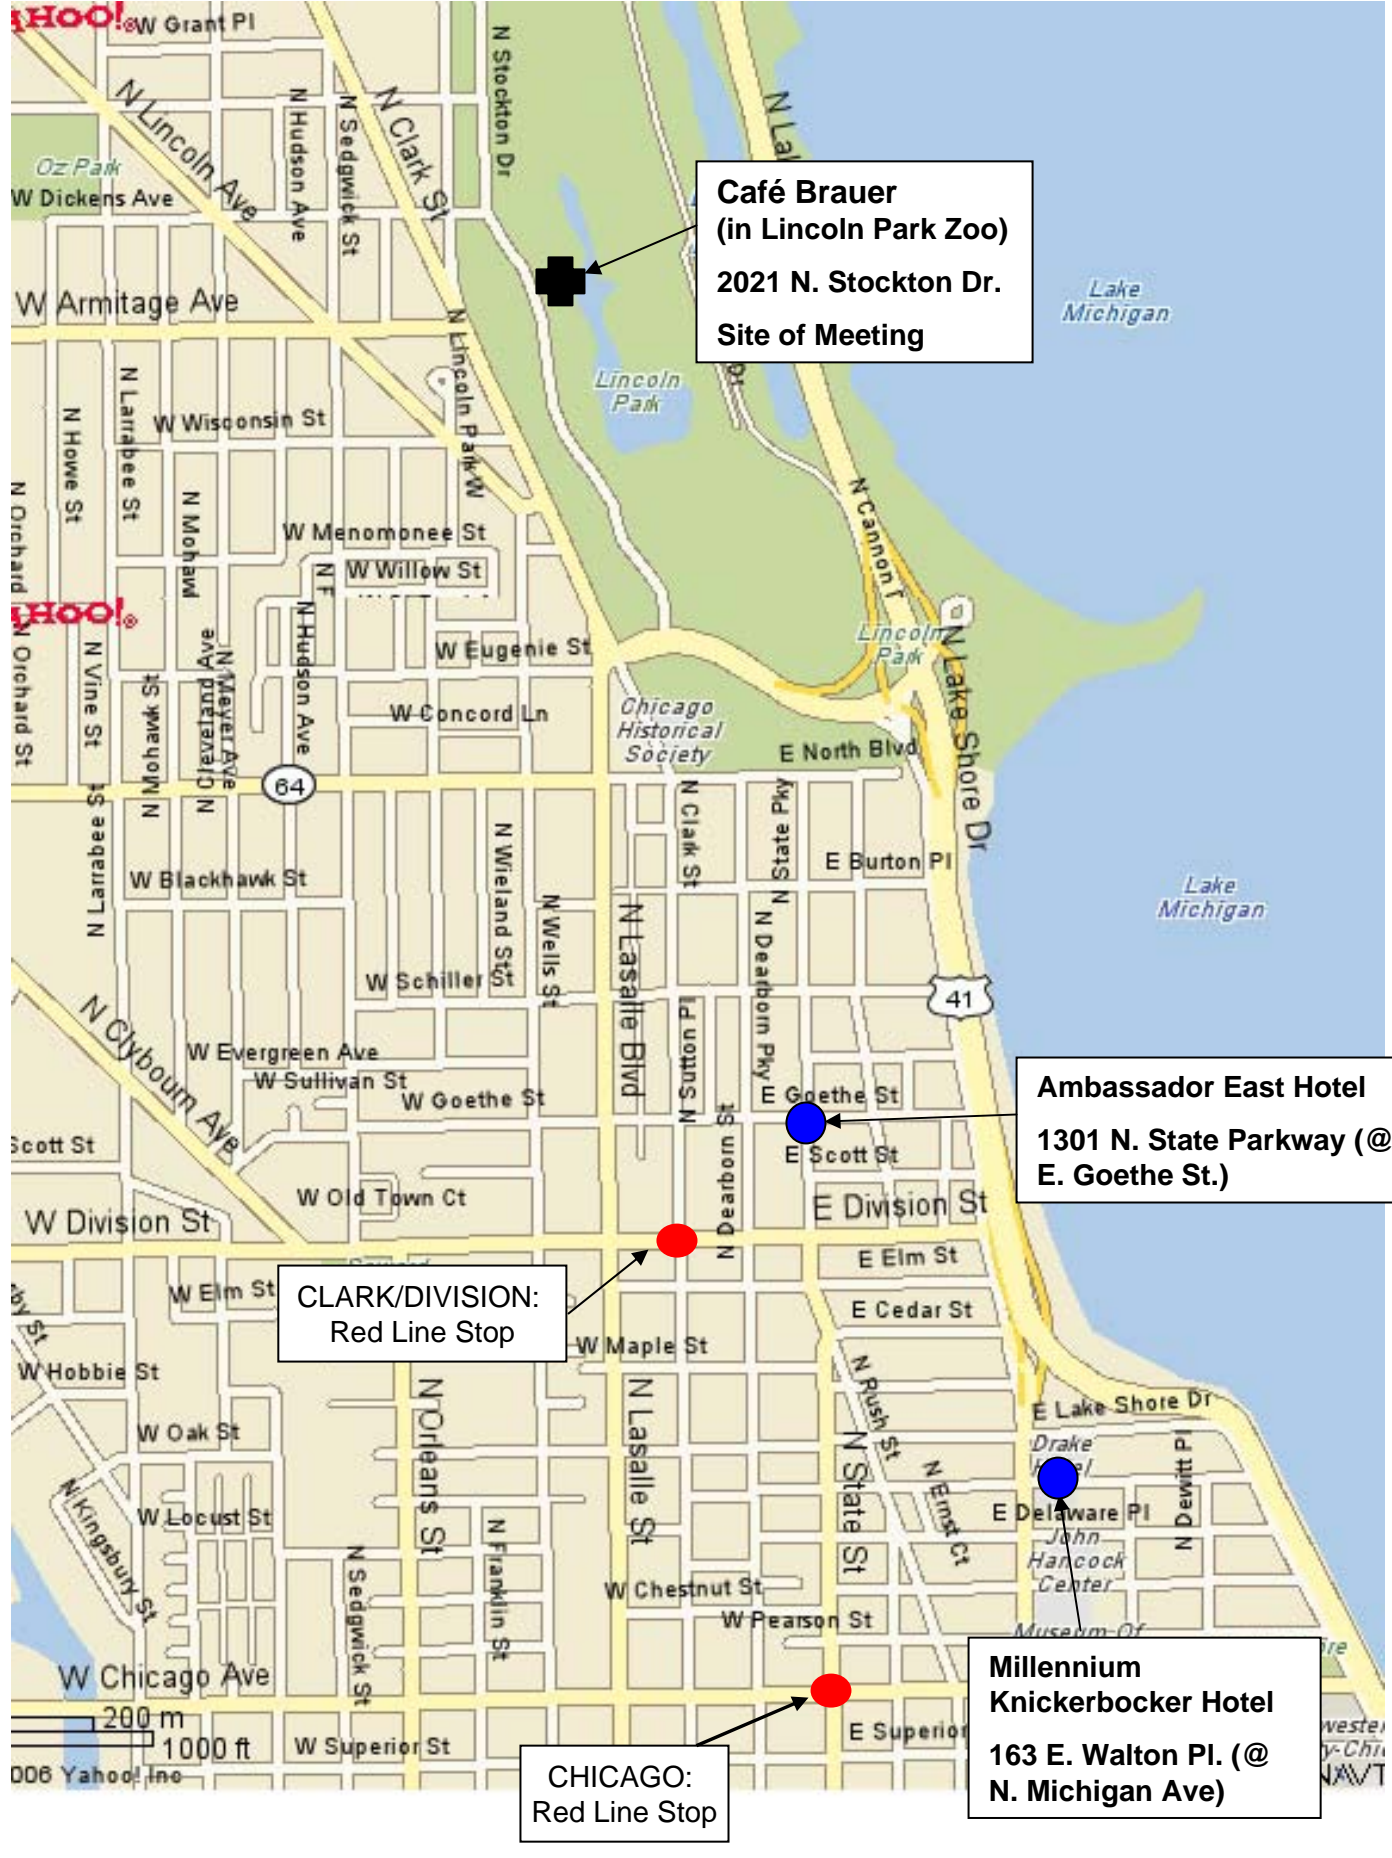 AHOO!®
W Grant Pl
N Stockton Dr
N Lincoln Ave
N Hudson Ave
N Sedgwick St
N Clark St
Oz Park
W Dickens Ave
Café Brauer
(in Lincoln Park Zoo)
2021 N. Stockton Dr.
Site of Meeting
W Armitage Ave
Lake
Michigan
N Lincoln Park W
Lincoln
Park
N Larrabee St
N Howe St
W Wisconsin St
N Orchard
N Mohawk
N Cannon
W Menomonee St
W Willow St
AHOO!®
N Hudson Ave
N Orchard St
N Vine St
N Mohawk St
N Cleveland Ave
N Meyer Ave
W Eugenie St
Lincoln
Park
N Lake Shore Dr
W Concord Ln
Chicago
Historical
Society
E North Blvd
64
N Larrabee St
N Clark St
N State Pky
E Burton Pl
W Blackhawk St
N Wieland St
N Wells St
N Lasalle Blvd
N Dearborn Pky
Lake
Michigan
W Schiller St
41
N Clybourn Ave
W Evergreen Ave
W Sullivan St
W Goethe St
N Sutton Pl
E Goethe St
Ambassador East Hotel
1301 N. State Parkway (@
E. Goethe St.)
Scott St
E Scott St
N Dearborn St
W Old Town Ct
W Division St
E Division St
E Elm St
W Elm St
CLARK/DIVISION:
Red Line Stop
E Cedar St
W Maple St
W Hobbie St
N Orleans St
N Lasalle St
N Rush St
E Lake Shore Dr
W Oak St
Drake
N State St
N Ernst Ct
N Dewitt Pl
N Kingsbury St
W Locust St
E Delaware Pl
N Franklin St
John
Hancock
Center
N Sedgwick St
W Chestnut St
W Pearson St
Museum Of
Millennium
Knickerbocker Hotel
163 E. Walton Pl. (@
N. Michigan Ave)
W Chicago Ave
200 m
1000 ft
W Superior St
E Superior
CHICAGO:
Red Line Stop
006 Yahoo! Inc
NAVT